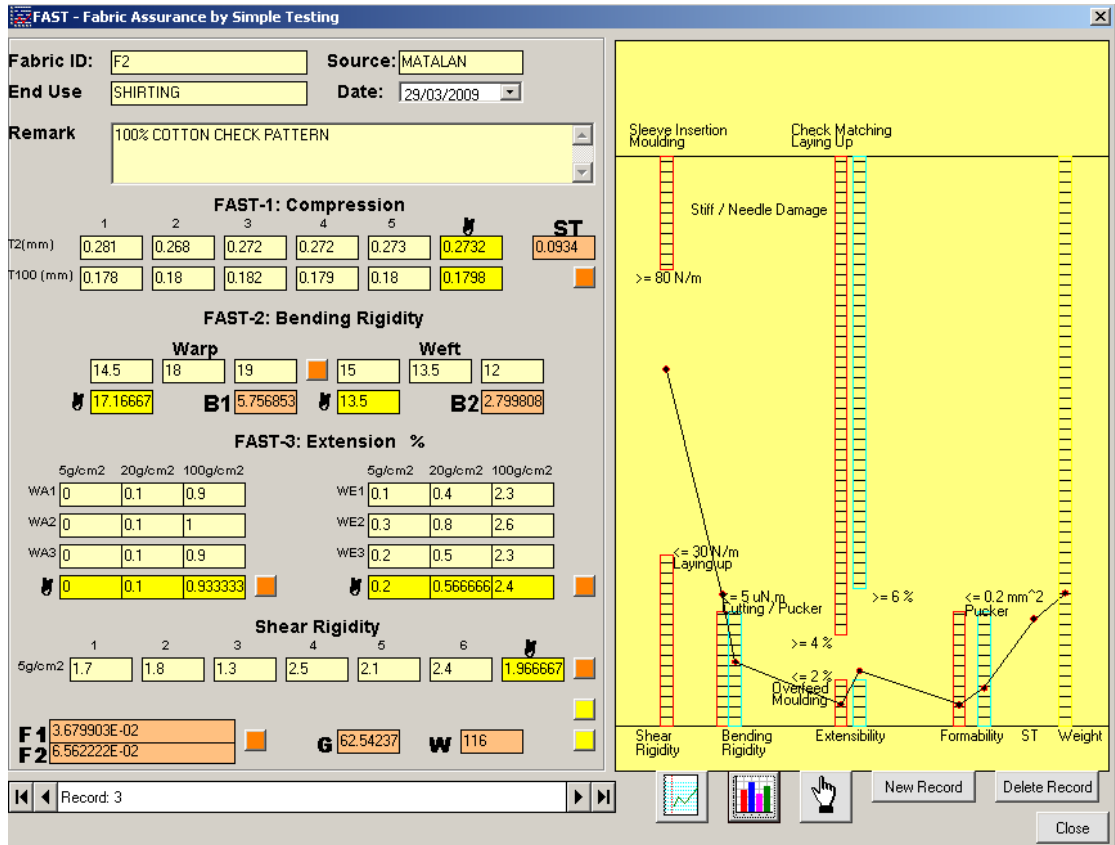 FAST - Fabric Assurance by Simple Testing
Fabric ID: F2 Source: MATALAN
End Use SHIRTING Date: 29/03/2009
Remark 100% COTTON CHECK PATTERN
FAST-1: Compression
1 2 3 4 5
ST
T2(mm) 0.281 0.268 0.272 0.272 0.273 0.2732 0.0934
T100 (mm) 0.178 0.18 0.182 0.179 0.18 0.1798
FAST-2: Bending Rigidity
Warp Weft
14.5 18 19 15 13.5 12
17.16667 B1 5.756853 13.5 B2 2.799808
FAST-3: Extension %
5g/cm2 20g/cm2 100g/cm2 5g/cm2 20g/cm2 100g/cm2
WA1 0 0.1 0.9 WE1 0.1 0.4 2.3
WA2 0 0.1 1 WE2 0.3 0.8 2.6
WA3 0 0.1 0.9 WE3 0.2 0.5 2.3
0 0.1 0.933333 0.2 0.566666 2.4
Shear Rigidity
1 2 3 4 5 6
5g/cm2 1.7 1.8 1.3 2.5 2.1 2.4 1.966667
F1 3.679903E-02
F2 6.562222E-02
G 62.54237 W 116
Record: 3
Sleeve Insertion
Moulding
Check Matching
Laying Up
Stiff / Needle Damage
>= 80 N/m
<= 30 N/m
Laying up
<= 5 uN.m
Cutting / Pucker
>= 6 %
<= 0.2 mm^2
Pucker
>= 4 %
<= 2 %
Overfeed
Moulding
Shear
Rigidity
Bending
Rigidity
Extensibility
Formability
ST
Weight
New Record
Delete Record
Close